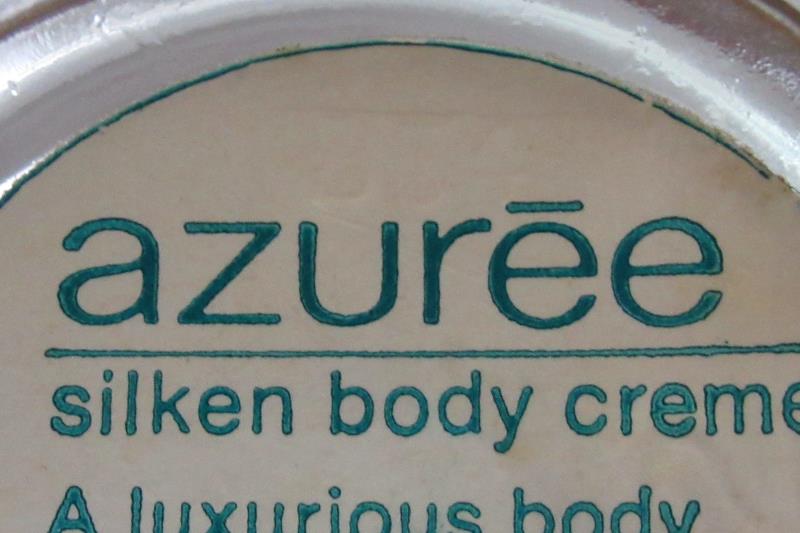 azurēe
silken body creme
A luxurious body